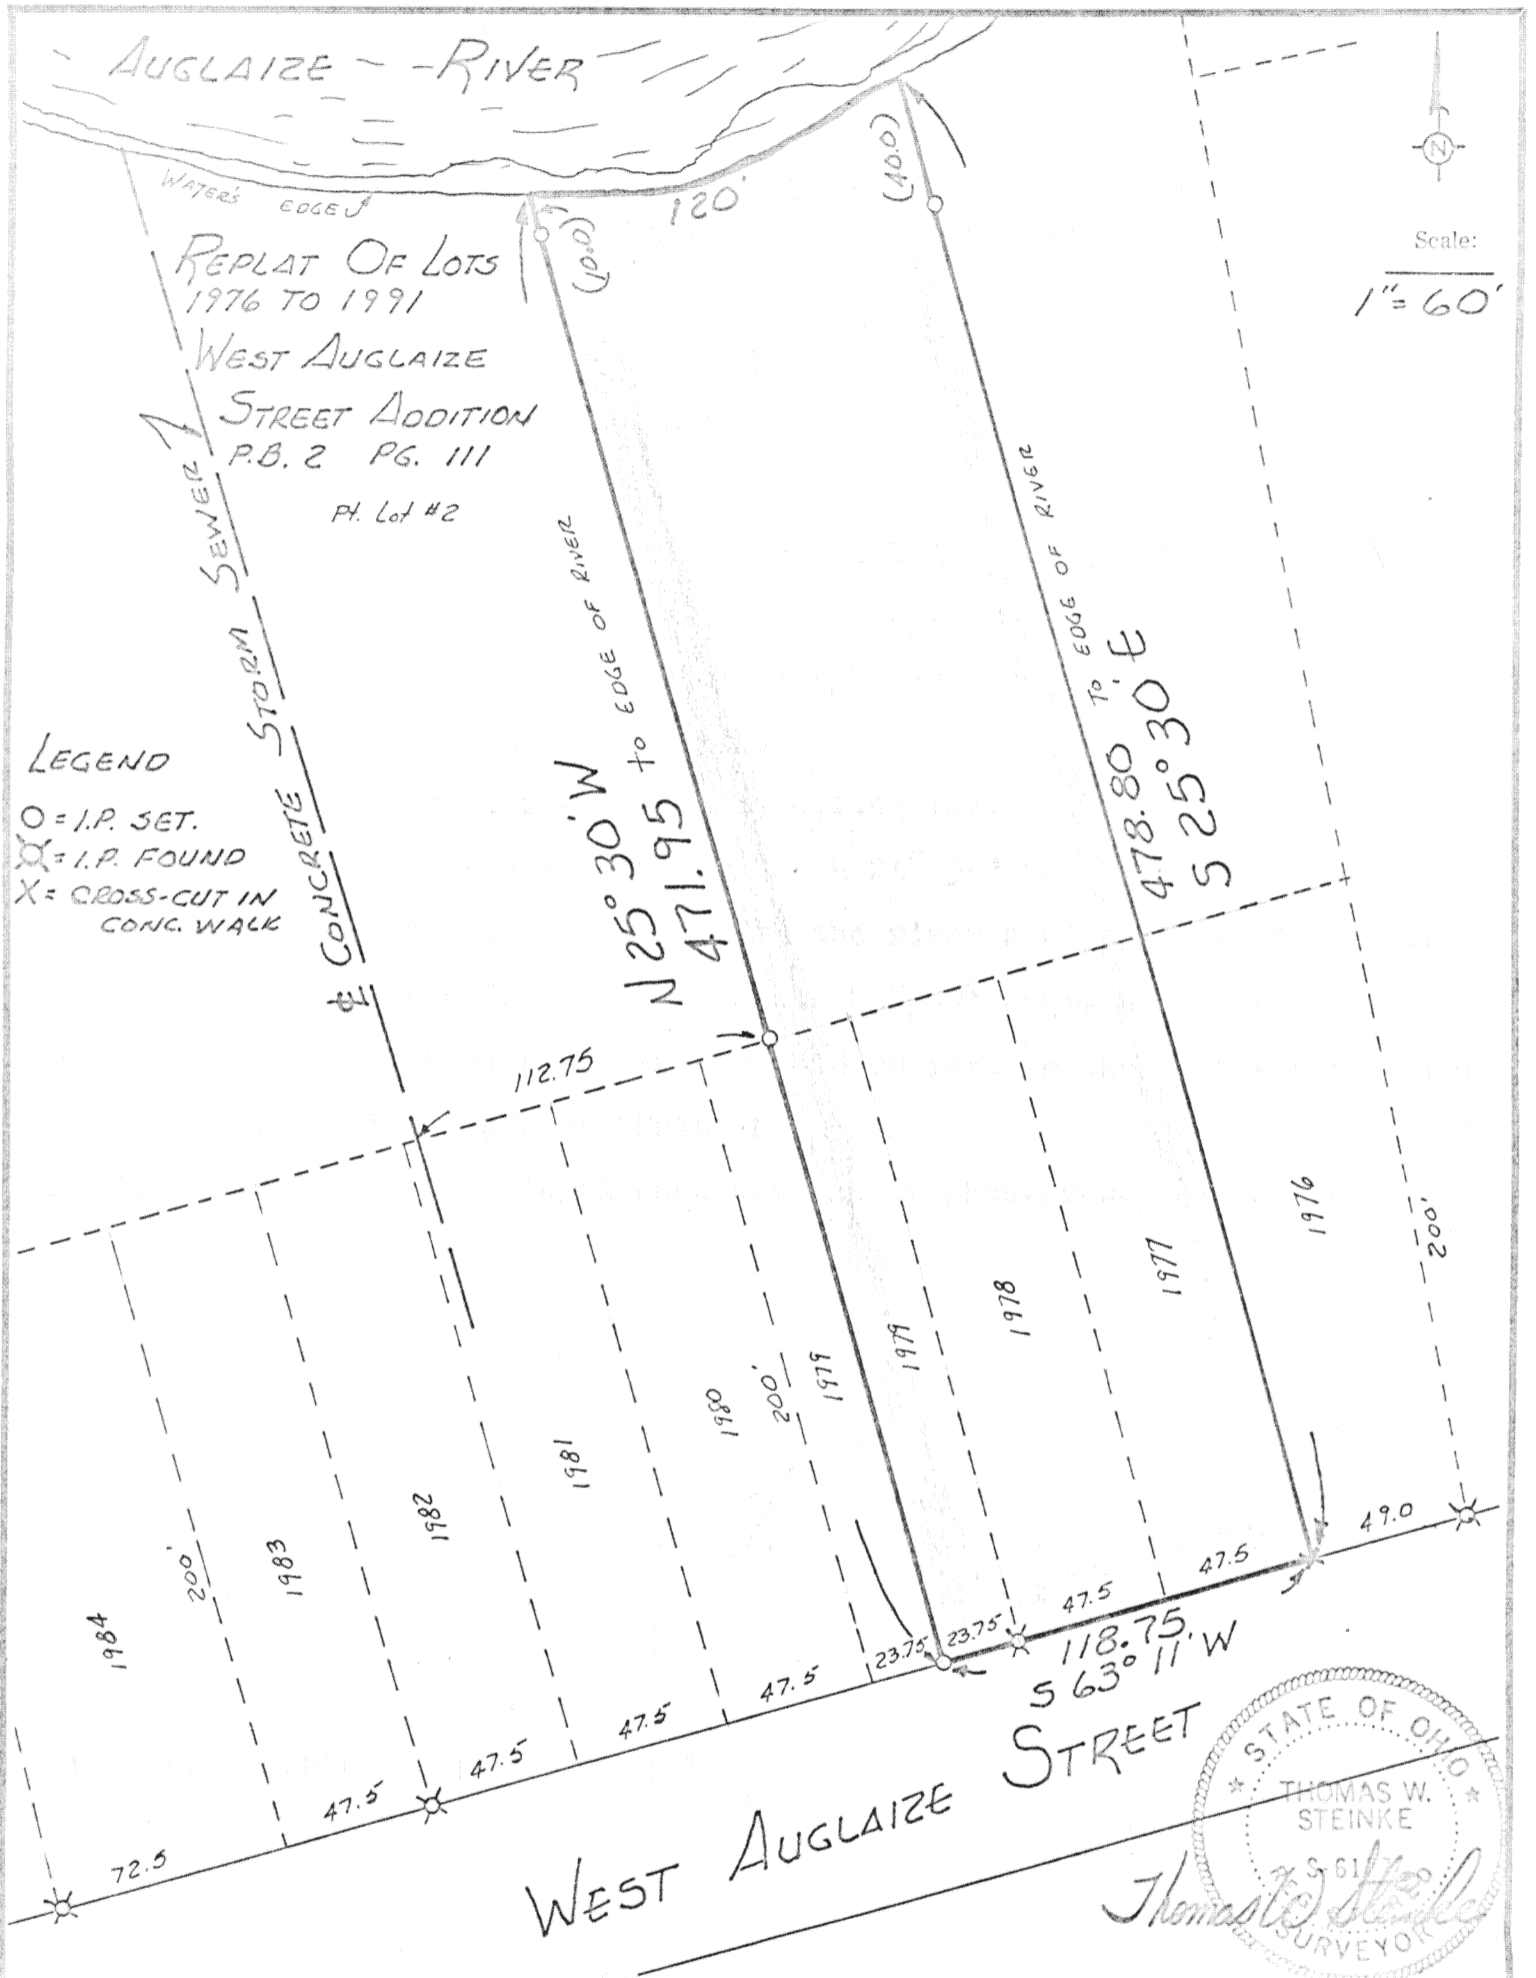 AUGLAIZE - - RIVER
WATER'S EDGE
120'
(10.0)
(40.0)
N
Scale:
1" = 60'
REPLAT OF LOTS
1976 TO 1991
WEST AUGLAIZE
STREET ADDITION
P.B. 2 PG. 111
Pt. Lot #2
℄ CONCRETE STORM SEWER
N 25° 30' W
471.95 to EDGE OF RIVER
478.80 TO EDGE OF RIVER
S 25° 30' E
LEGEND
O = I.P. SET.
= I.P. FOUND
X = CROSS-CUT IN
CONC. WALK
112.75
1984
200'
1983
1982
1981
1980
200'
1979
1979
1978
1977
1976
200'
72.5
47.5
47.5
47.5
47.5
23.75
23.75
47.5
47.5
49.0
118.75
S 63° 11' W
WEST AUGLAIZE STREET
STATE OF OHIO
THOMAS W.
STEINKE
SURVEYOR
Thomas W. Steinke